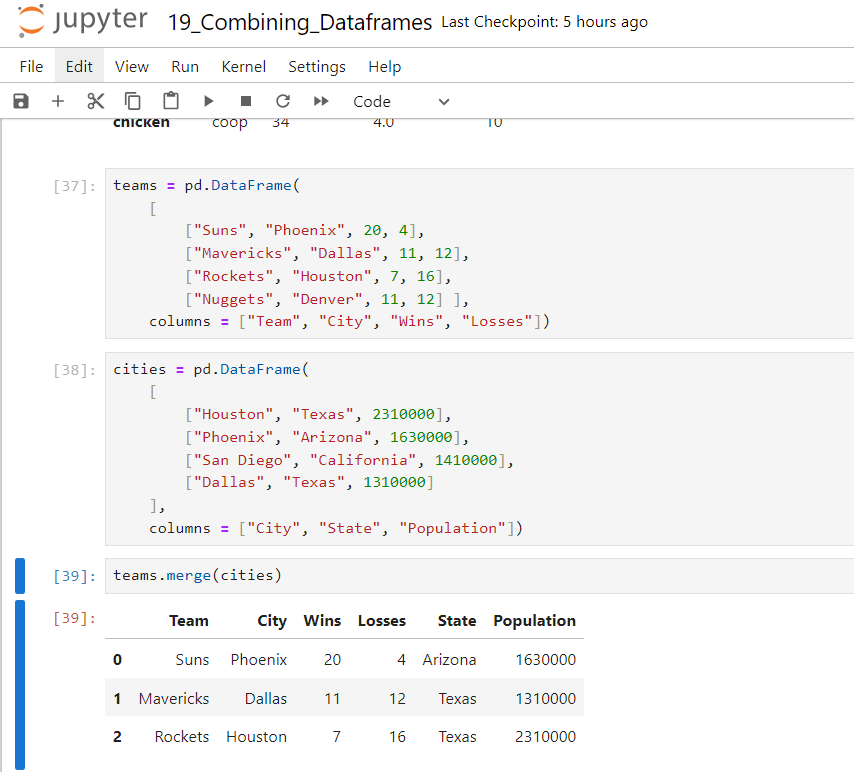 jupyter 19_Combining_Dataframes Last Checkpoint: 5 hours ago
File Edit View Run Kernel Settings Help
Code
chicken coop 34 4.0 10
[37]: teams = pd.DataFrame(
[
["Suns", "Phoenix", 20, 4],
["Mavericks", "Dallas", 11, 12],
["Rockets", "Houston", 7, 16],
["Nuggets", "Denver", 11, 12] ],
columns = ["Team", "City", "Wins", "Losses"])
[38]: cities = pd.DataFrame(
[
["Houston", "Texas", 2310000],
["Phoenix", "Arizona", 1630000],
["San Diego", "California", 1410000],
["Dallas", "Texas", 1310000]
],
columns = ["City", "State", "Population"])
[39]: teams.merge(cities)
[39]: Team City Wins Losses State Population
0 Suns Phoenix 20 4 Arizona 1630000
1 Mavericks Dallas 11 12 Texas 1310000
2 Rockets Houston 7 16 Texas 2310000